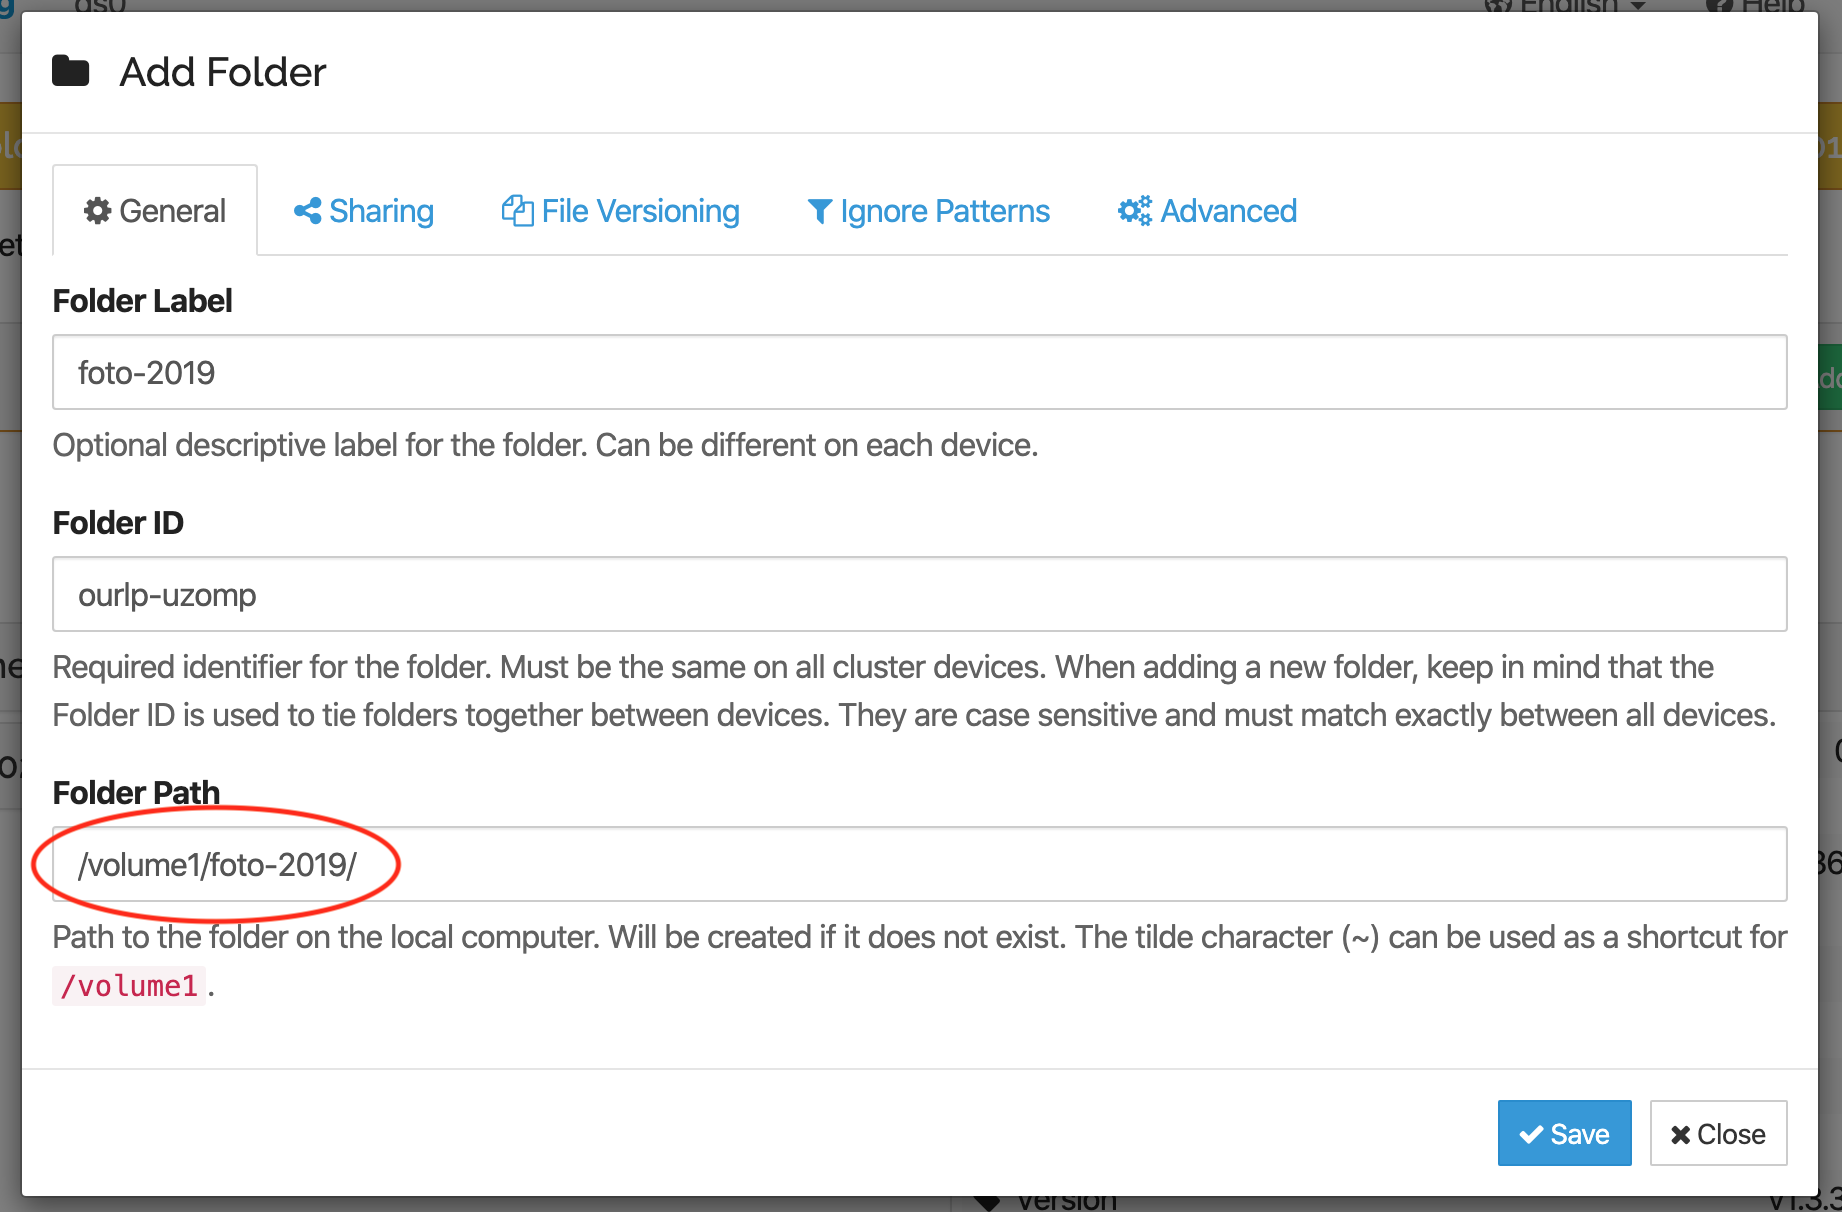 ds0
English
Help
Add Folder
General
Sharing
File Versioning
Ignore Patterns
Advanced
Folder Label
foto-2019
Optional descriptive label for the folder. Can be different on each device.
Folder ID
ourlp-uzomp
Required identifier for the folder. Must be the same on all cluster devices. When adding a new folder, keep in mind that the
Folder ID is used to tie folders together between devices. They are case sensitive and must match exactly between all devices.
Folder Path
/volume1/foto-2019/
Path to the folder on the local computer. Will be created if it does not exist. The tilde character (~) can be used as a shortcut for
/volume1.
Save
Close
Version